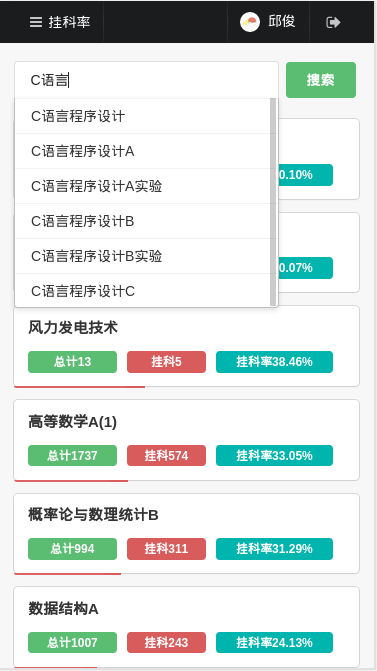 挂科率 邱俊
C语言 搜索
C语言程序设计
C语言程序设计A
0.10%
C语言程序设计A实验
C语言程序设计B
C语言程序设计B实验
0.07%
C语言程序设计C
风力发电技术
总计13 挂科5 挂科率38.46%
高等数学A(1)
总计1737 挂科574 挂科率33.05%
概率论与数理统计B
总计994 挂科311 挂科率31.29%
数据结构A
总计1007 挂科243 挂科率24.13%